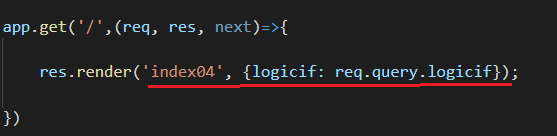 app.get('/',(req, res, next)=>{
res.render('index04', {logicif: req.query.logicif});
})